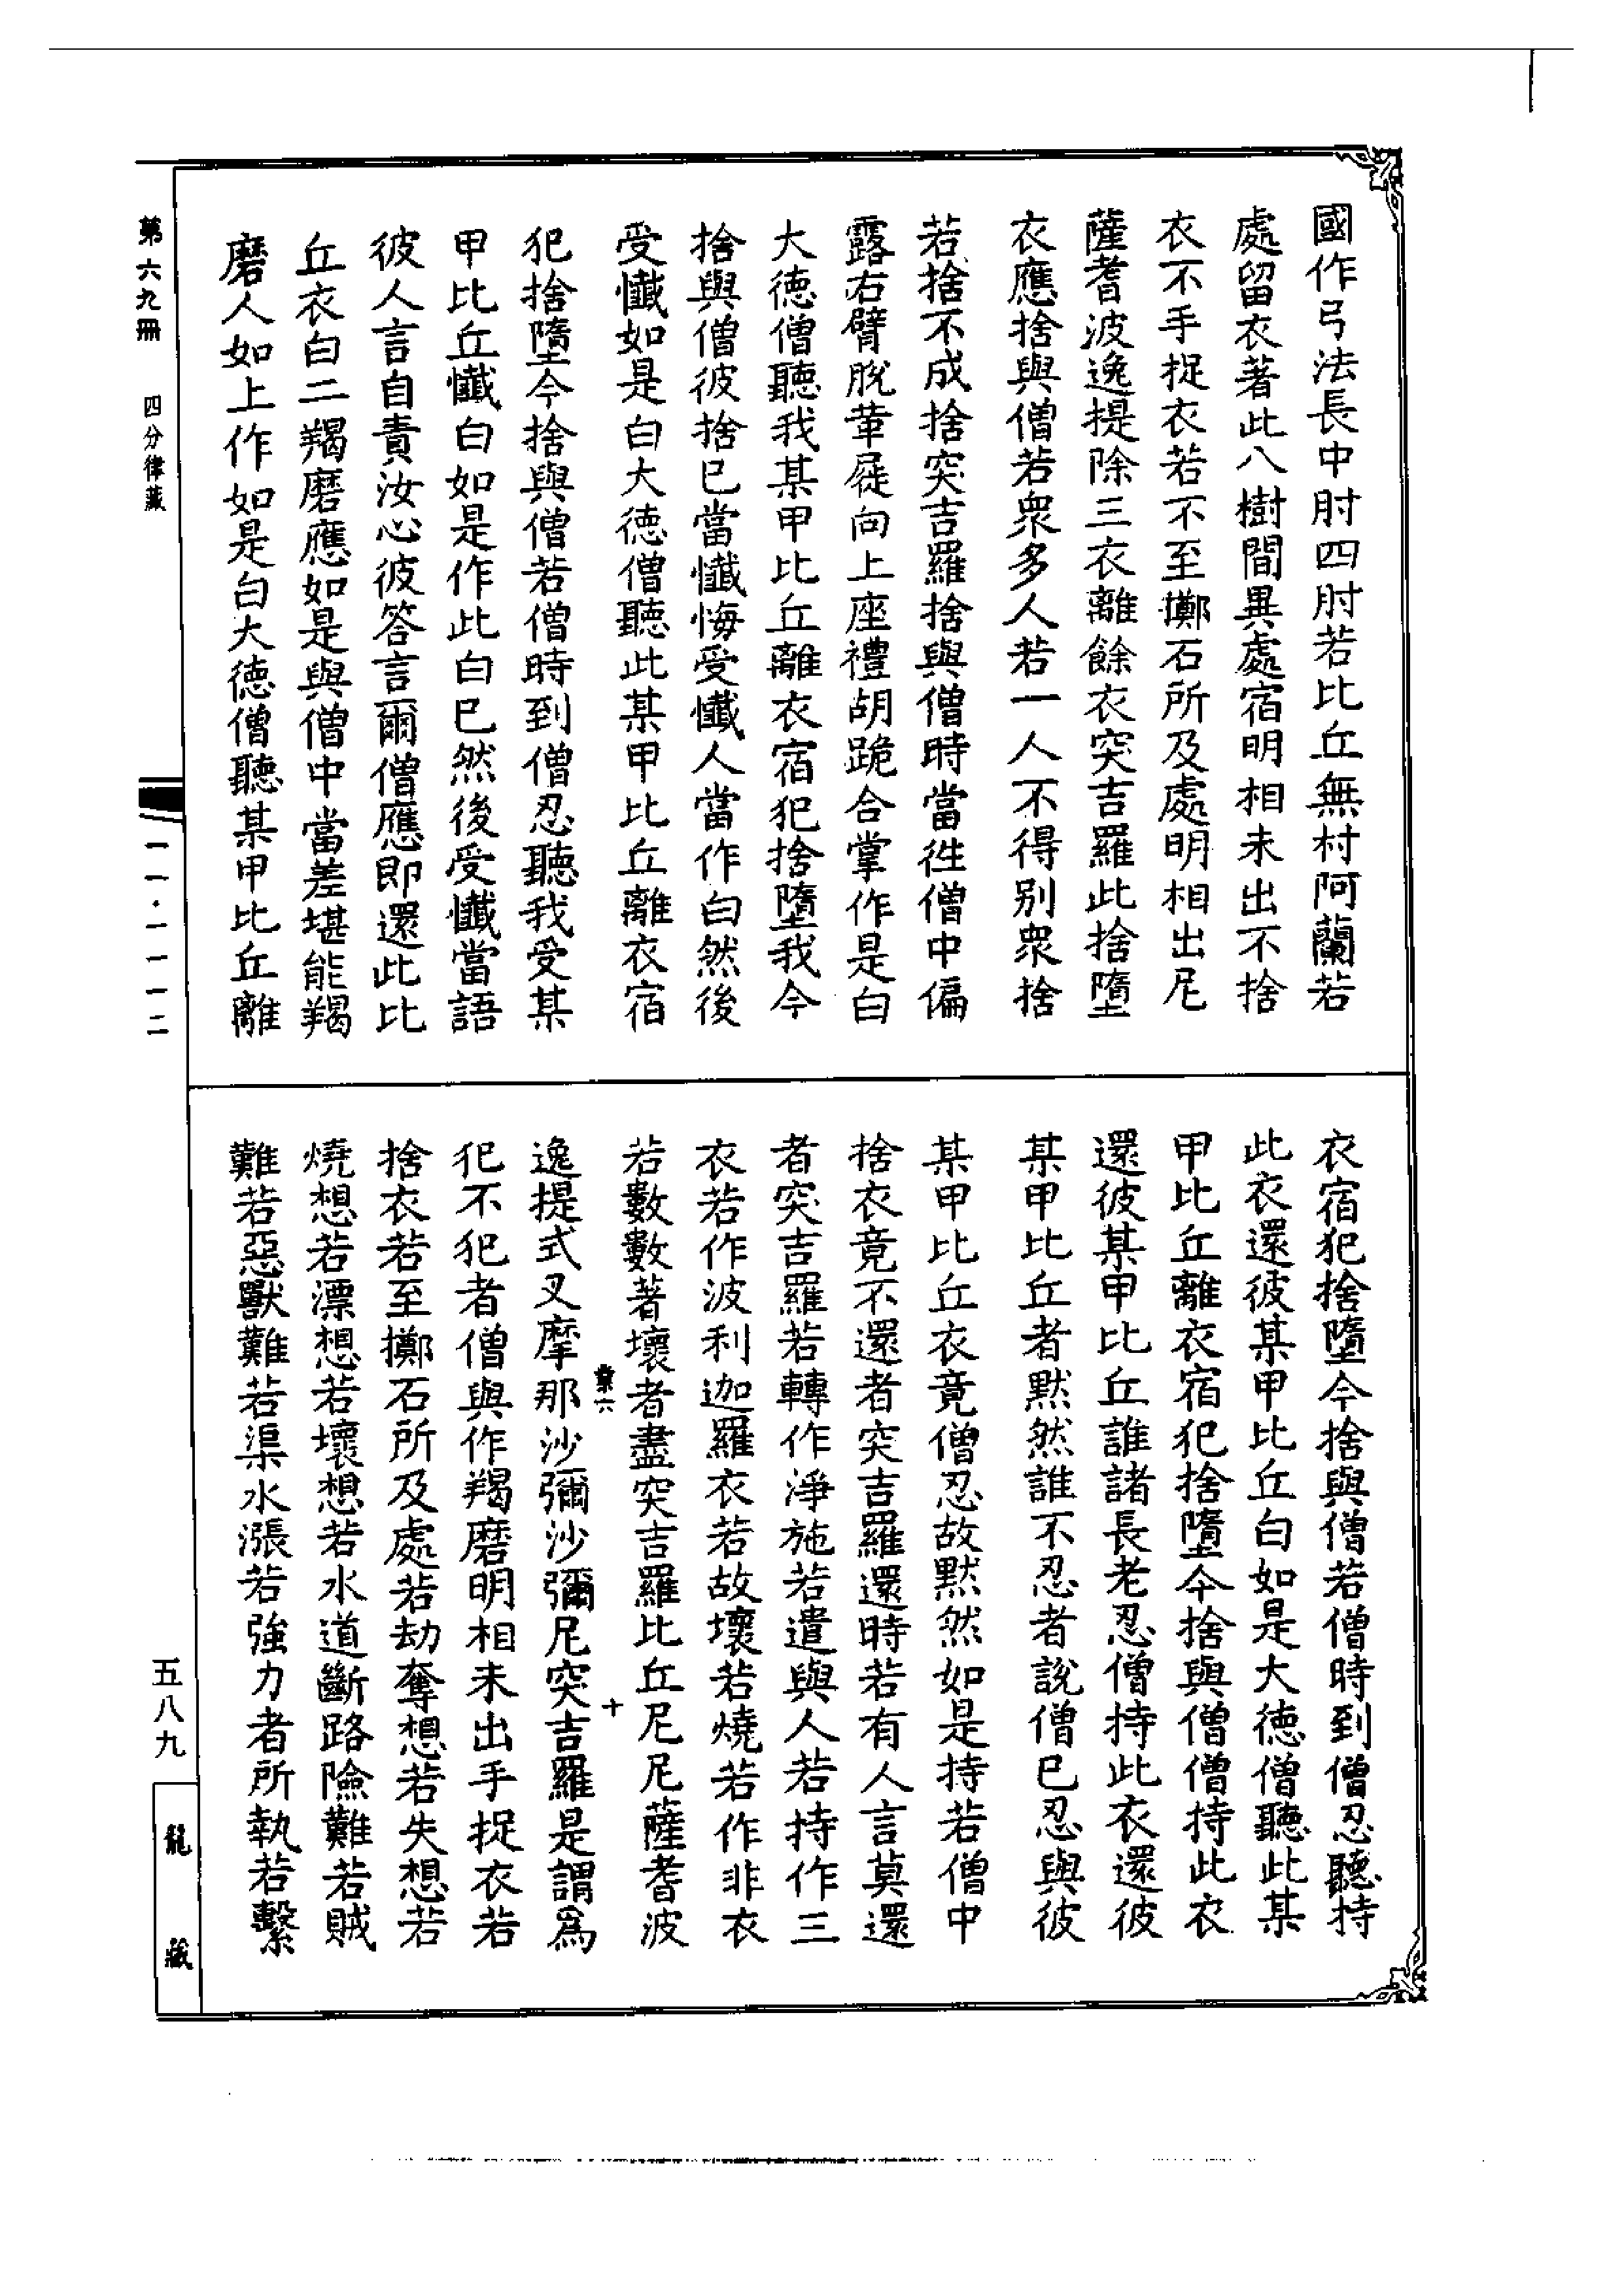 國作弓法長中肘四肘若比丘無村阿蘭若
處留衣著此八樹間異處宿明相未出不捨
衣不手捉衣若不至擲石所及處明相出尼
薩耆波逸提除三衣離餘衣突吉羅此捨墮
衣應捨與僧若衆多人若一人不得別衆捨
若捨不成捨突吉羅捨與僧時當徃僧中偏
露右臂脫革屣向上座禮胡跪合掌作是白
大德僧聽我某甲比丘離衣宿犯捨墮我今
捨與僧彼捨已當懺悔受懺人當作白然後
受懺如是白大德僧聽此某甲比丘離衣宿
犯捨墮今捨與僧若僧時到僧忍聽我受某
甲比丘懺白如是作此白已然後受懺當語
彼人言自責汝心彼答言爾僧應即還此比
丘衣白二羯磨應如是與僧中當差堪能羯
磨人如上作如是白大德僧聽某甲比丘離
衣宿犯捨墮今捨與僧若僧時到僧忍聽持
此衣還彼某甲比丘白如是大德僧聽此某
甲比丘離衣宿犯捨墮今捨與僧僧持此衣
還彼某甲比丘誰諸長老忍僧持此衣還彼
某甲比丘者默然誰不忍者說僧已忍與彼
某甲比丘衣竟僧忍故默然如是持若僧中
捨衣竟不還者突吉羅還時若有人言莫還
者突吉羅若轉作淨施若遣與人若持作三
衣若作波利迦羅衣若故壞若燒若作非衣
若數數著壞者盡突吉羅比丘尼尼薩耆波
業六 十
逸提式叉摩那沙彌沙彌尼突吉羅是謂爲
犯不犯者僧與作羯磨明相未出手捉衣若
捨衣若至擲石所及處若劫奪想若失想若
燒想若漂想若壞想若水道斷路險難若賊
難若惡獸難若渠水漲若強力者所執若繫
第六九冊 四分律藏
一一·一一一二
五八九
龍藏